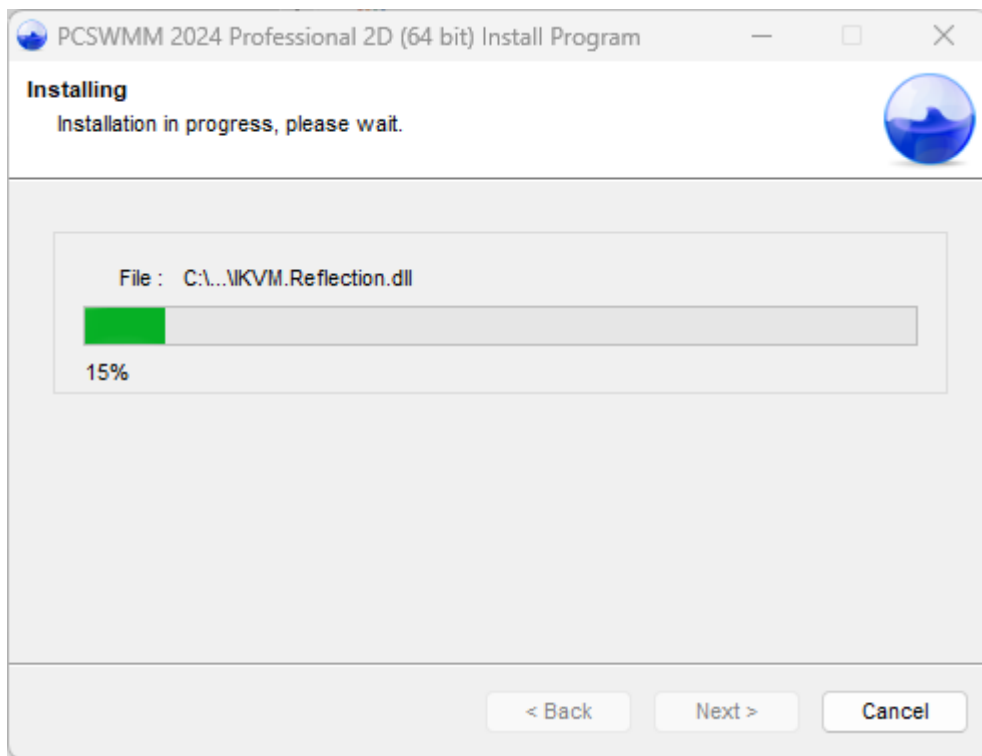 PCSWMM 2024 Professional 2D (64 bit) Install Program
Installing
Installation in progress, please wait.
File : C:\...\IKVM.Reflection.dll
15%
< Back Next > Cancel